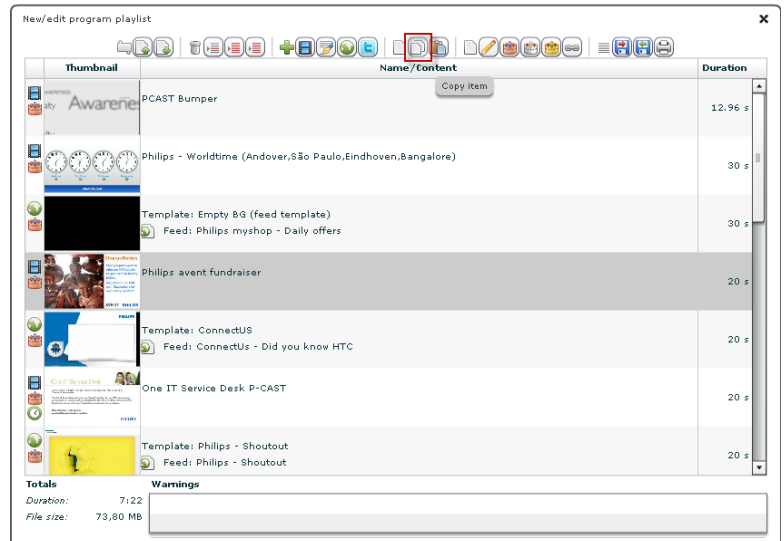 New/edit program playlist
Thumbnail
Name/Content
Duration
Copy item
Awarenes
PCAST Bumper
12.96 s
Philips - Worldtime (Andover,São Paulo,Eindhoven,Bangalore)
30 s
Template: Empty BG (feed template)
Feed: Philips myshop - Daily offers
30 s
Philips avent fundraiser
20 s
PHILIPS
Template: ConnectUS
Feed: ConnectUs - Did you know HTC
20 s
One IT Service Desk P-CAST
20 s
Template: Philips - Shoutout
Feed: Philips - Shoutout
20 s
Totals
Warnings
Duration: 7:22
File size: 73,80 MB